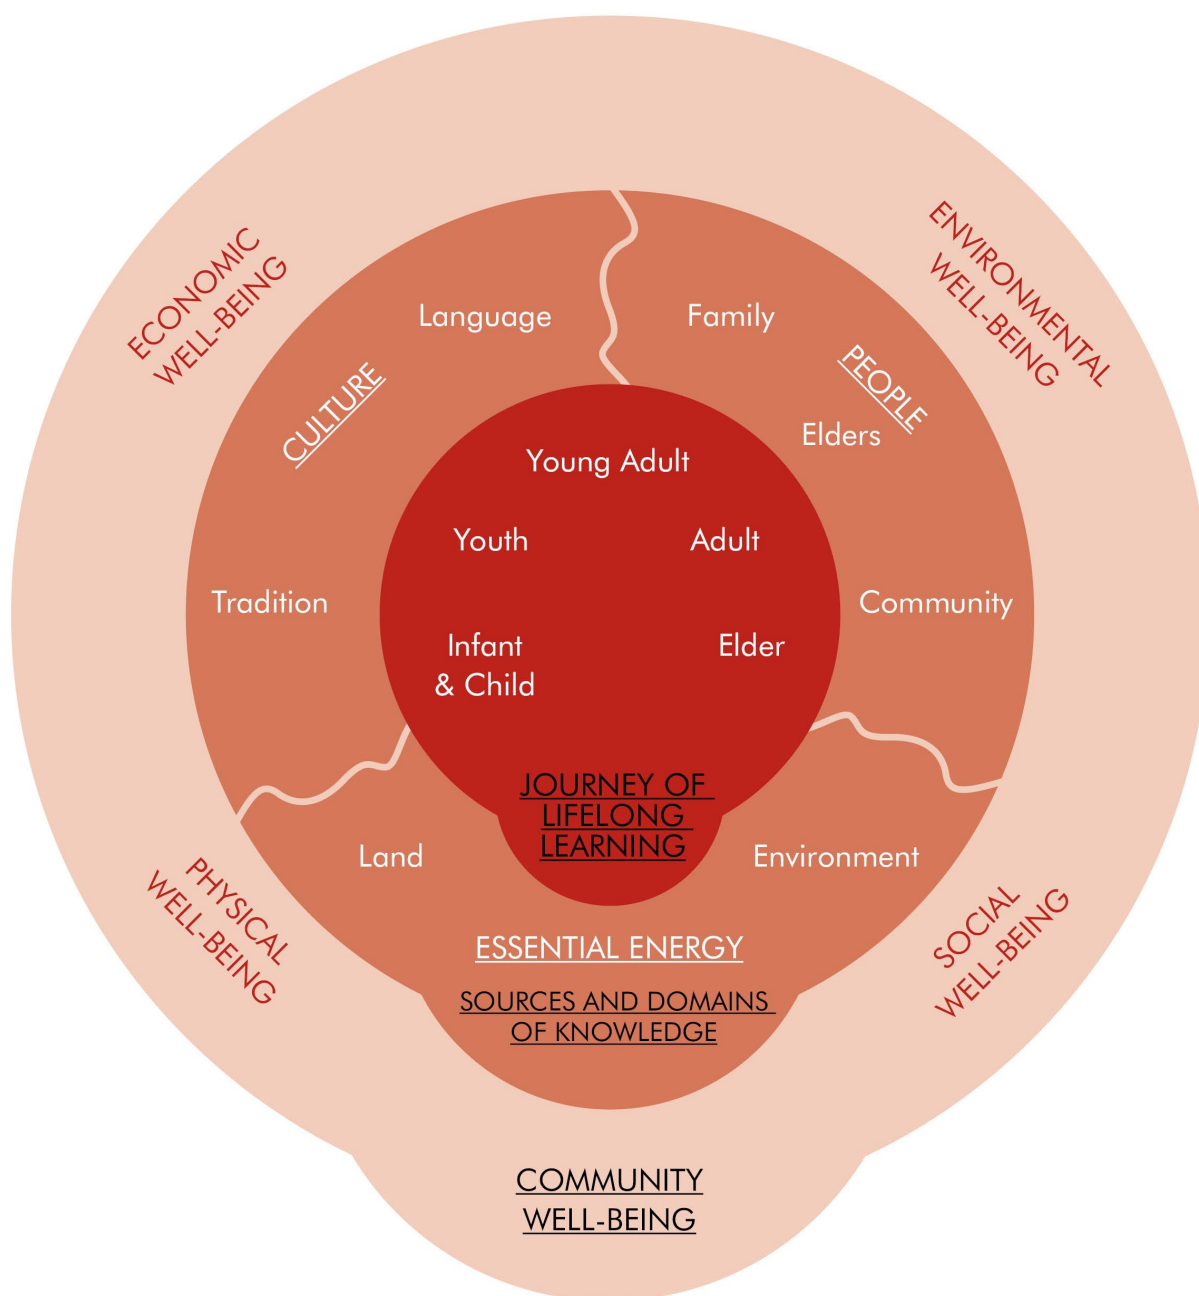 ECONOMIC
WELL-BEING
ENVIRONMENTAL
WELL-BEING
Language
CULTURE
Tradition
Family
PEOPLE
Elders
Community
Young Adult
Youth
Adult
Infant
& Child
Elder
JOURNEY OF
LIFELONG
LEARNING
Land
Environment
ESSENTIAL ENERGY
SOURCES AND DOMAINS
OF KNOWLEDGE
PHYSICAL
WELL-BEING
SOCIAL
WELL-BEING
COMMUNITY
WELL-BEING